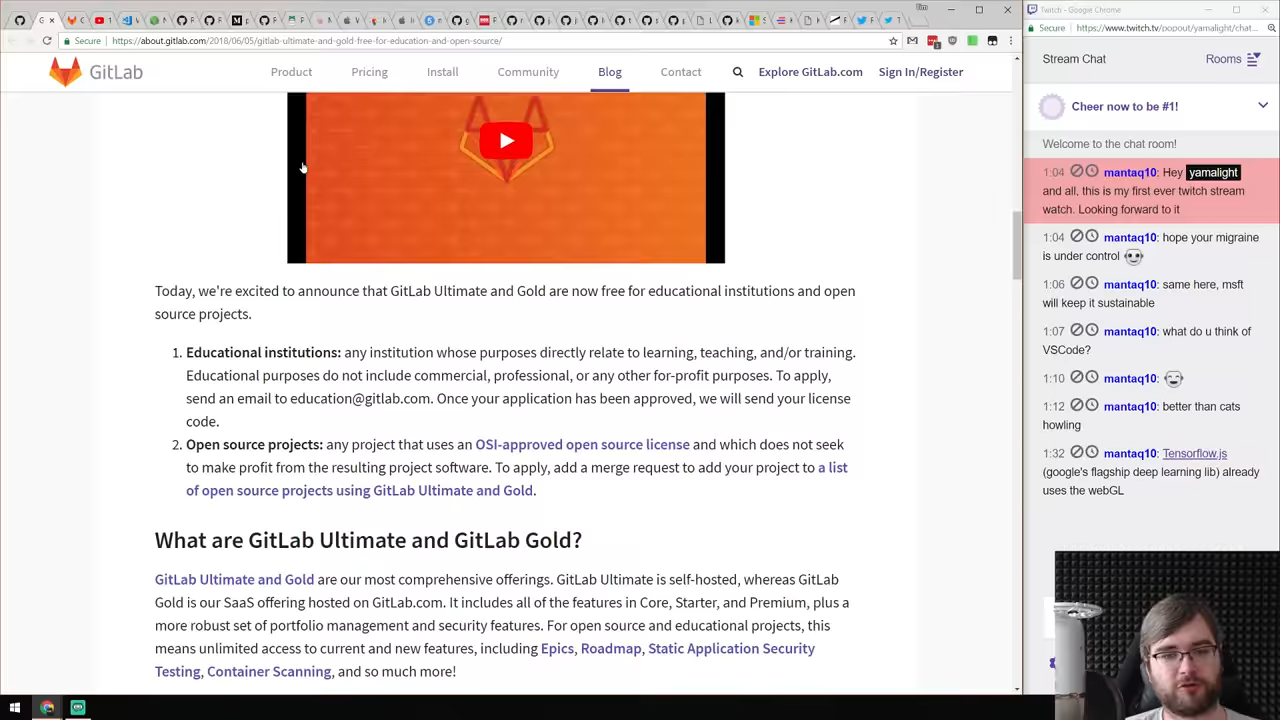 Twitch - Google Chrome
Secure
https://about.gitlab.com/2018/06/05/gitlab-ultimate-and-gold-free-for-education-and-open-source/
Secure
https://www.twitch.tv/popout/yamalight/chat...
GitLab
Product
Pricing
Install
Community
Blog
Contact
Explore GitLab.com
Sign In/Register
Today, we're excited to announce that GitLab Ultimate and Gold are now free for educational institutions and open
source projects.
1. Educational institutions: any institution whose purposes directly relate to learning, teaching, and/or training.
Educational purposes do not include commercial, professional, or any other for-profit purposes. To apply,
send an email to education@gitlab.com. Once your application has been approved, we will send your license
code.
2. Open source projects: any project that uses an OSI-approved open source license and which does not seek
to make profit from the resulting project software. To apply, add a merge request to add your project to a list
of open source projects using GitLab Ultimate and Gold.
What are GitLab Ultimate and GitLab Gold?
GitLab Ultimate and Gold are our most comprehensive offerings. GitLab Ultimate is self-hosted, whereas GitLab
Gold is our SaaS offering hosted on GitLab.com. It includes all of the features in Core, Starter, and Premium, plus a
more robust set of portfolio management and security features. For open source and educational projects, this
means unlimited access to current and new features, including Epics, Roadmap, Static Application Security
Testing, Container Scanning, and so much more!
Stream Chat
Rooms
Cheer now to be #1!
Welcome to the chat room!
1:04 mantaq10: Hey yamalight
and all, this is my first ever twitch stream
watch. Looking forward to it
1:04 mantaq10: hope your migraine
is under control
1:06 mantaq10: same here, msft
will keep it sustainable
1:07 mantaq10: what do u think of
VSCode?
1:10 mantaq10:
1:12 mantaq10: better than cats
howling
1:32 mantaq10: Tensorflow.js
(google's flagship deep learning lib) already
uses the webGL